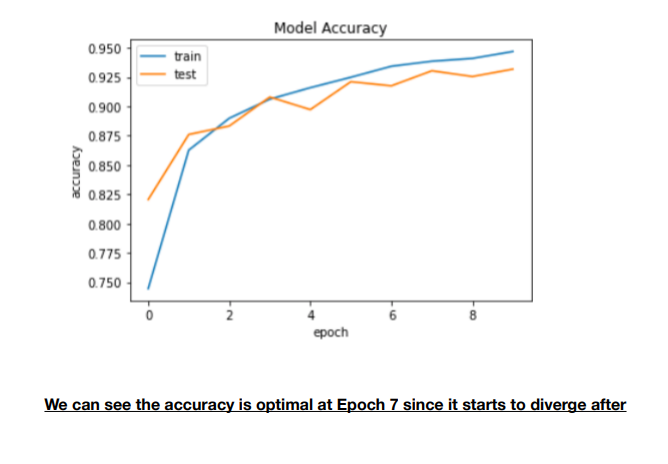 Model Accuracy
train
test
0.950
0.925
0.900
0.875
0.850
0.825
0.800
0.775
0.750
accuracy
0 2 4 6 8
epoch
We can see the accuracy is optimal at Epoch 7 since it starts to diverge after